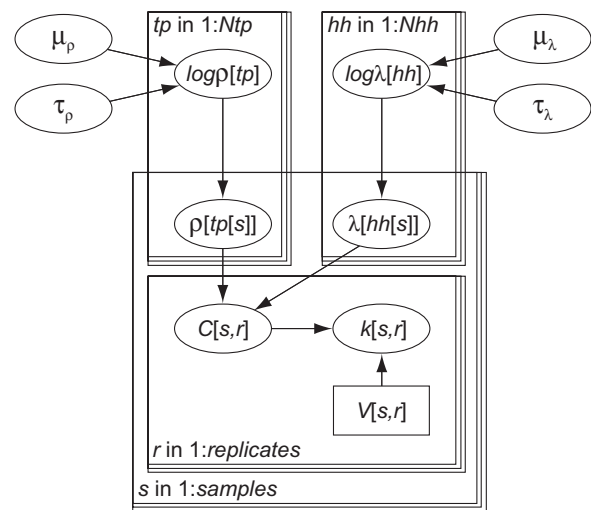 tp in 1:Ntp
hh in 1:Nhh
μρ
μλ
logρ[tp]
logλ[hh]
τρ
τλ
ρ[tp[s]]
λ[hh[s]]
C[s,r]
k[s,r]
V[s,r]
r in 1:replicates
s in 1:samples